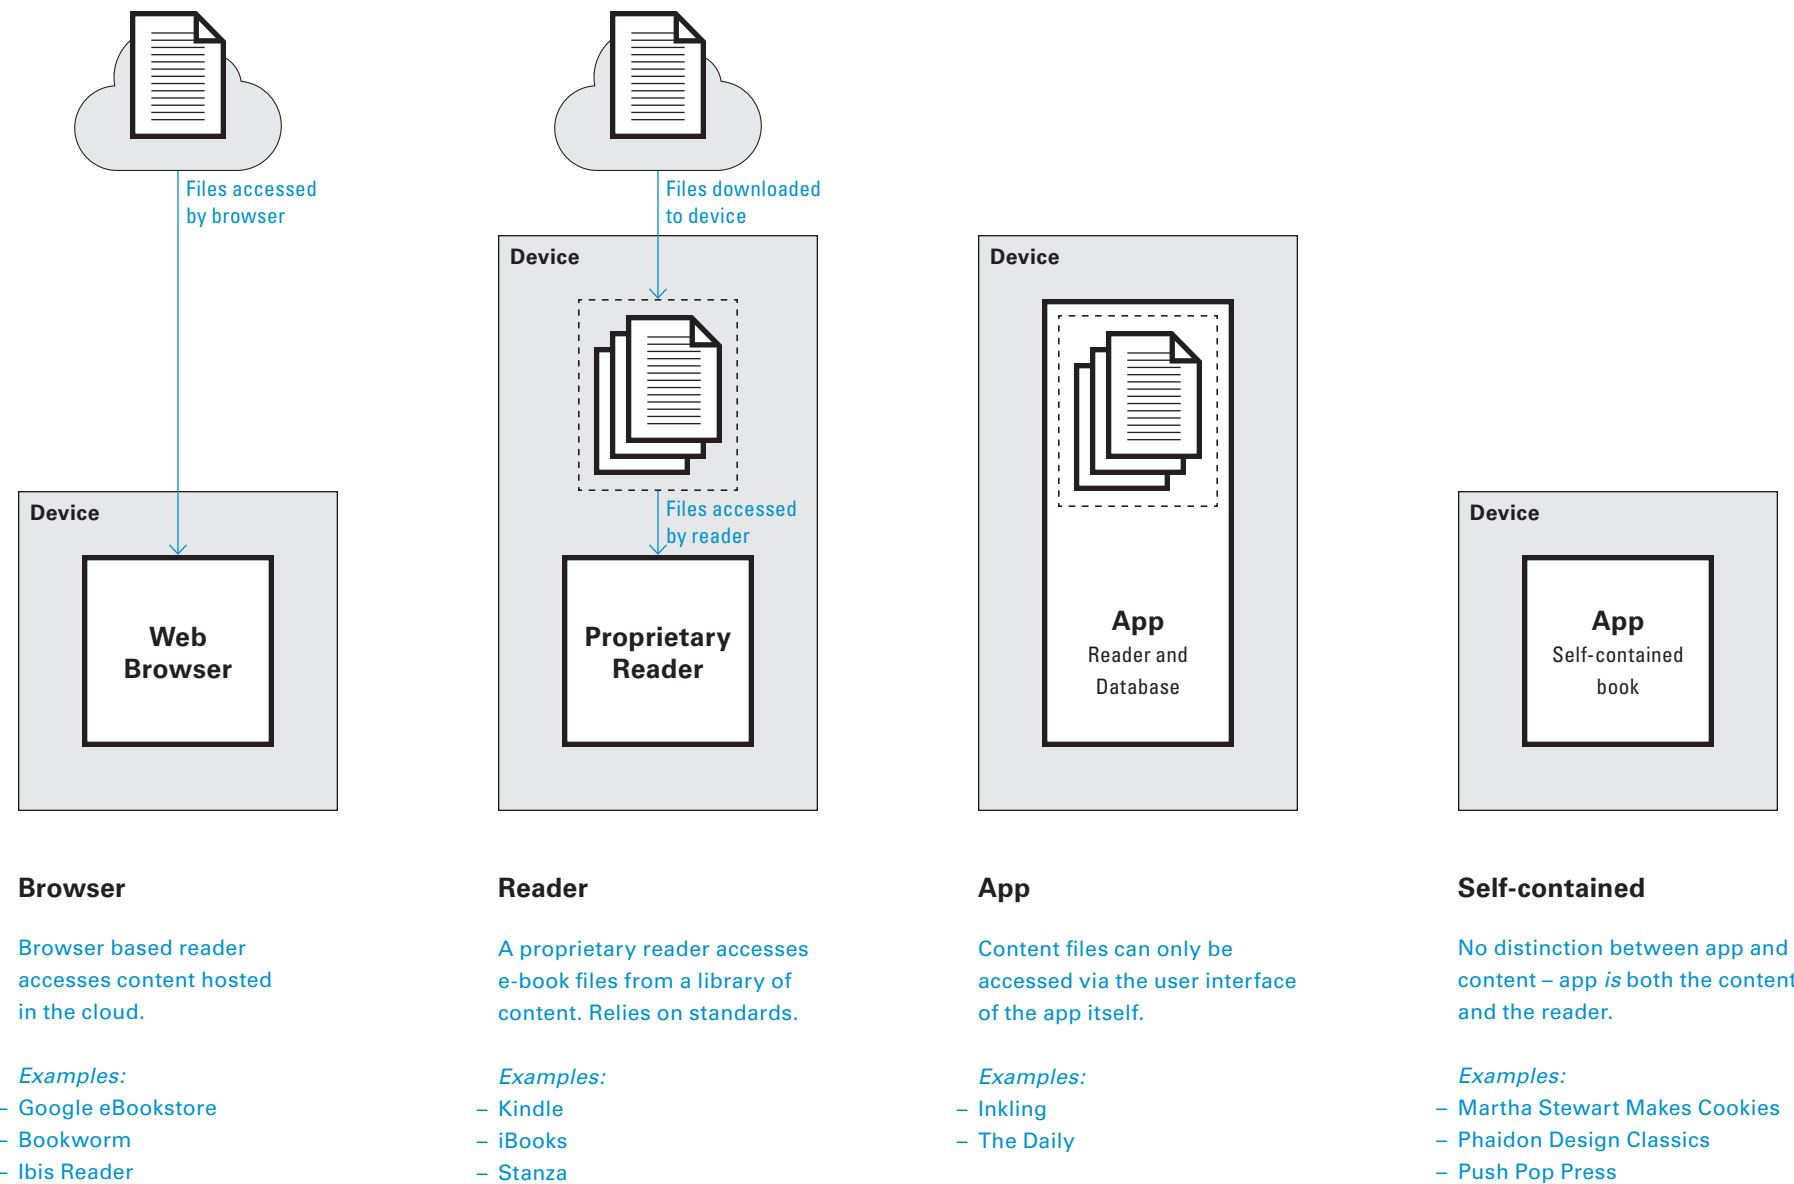 Files accessed
by browser
Device
Web
Browser
Browser
Browser based reader
accesses content hosted
in the cloud.
Examples:
– Google eBookstore
– Bookworm
– Ibis Reader
Files downloaded
to device
Device
Files accessed
by reader
Proprietary
Reader
Reader
A proprietary reader accesses
e-book files from a library of
content. Relies on standards.
Examples:
– Kindle
– iBooks
– Stanza
Device
App
Reader and
Database
App
Content files can only be
accessed via the user interface
of the app itself.
Examples:
– Inkling
– The Daily
Device
App
Self-contained
book
Self-contained
No distinction between app and
content – app is both the content
and the reader.
Examples:
– Martha Stewart Makes Cookies
– Phaidon Design Classics
– Push Pop Press